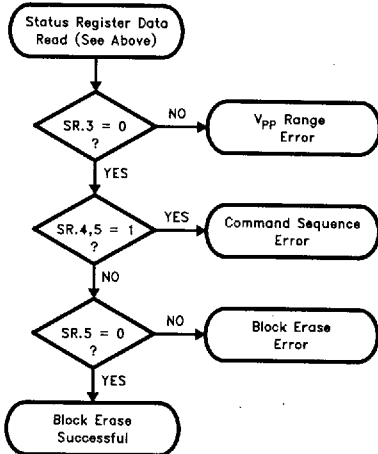 Status Register Data
Read (See Above)
SR.3 = 0
?
NO
VPP Range
Error
YES
SR.4,5 = 1
?
YES
Command Sequence
Error
NO
SR.5 = 0
?
NO
Block Erase
Error
YES
Block Erase
Successful